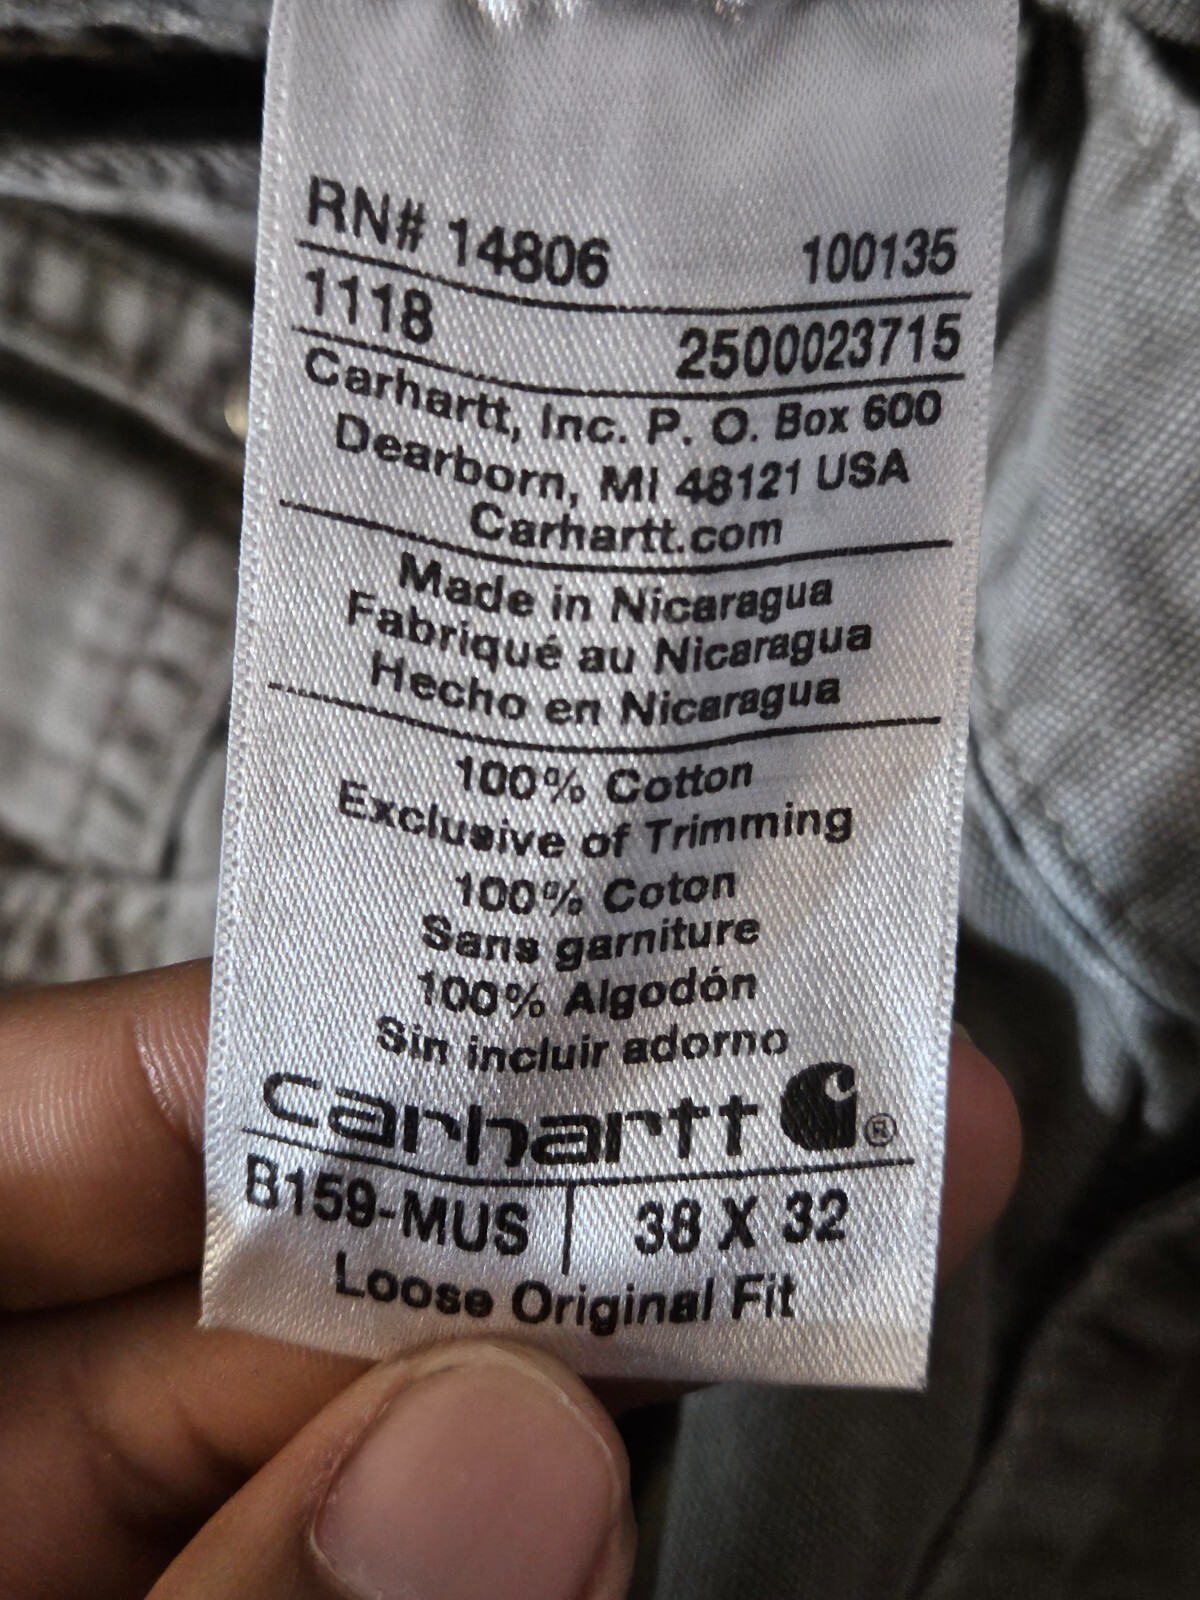 RN# 14806 100135
1118 2500023715
Carhartt, Inc. P. O. Box 600
Dearborn, MI 48121 USA
Carhartt.com
Made in Nicaragua
Fabriqué au Nicaragua
Hecho en Nicaragua
100% Cotton
Exclusive of Trimming
100% Coton
Sans garniture
100% Algodón
Sin incluir adorno
carhartt ®
B159-MUS | 38 X 32
Loose Original Fit